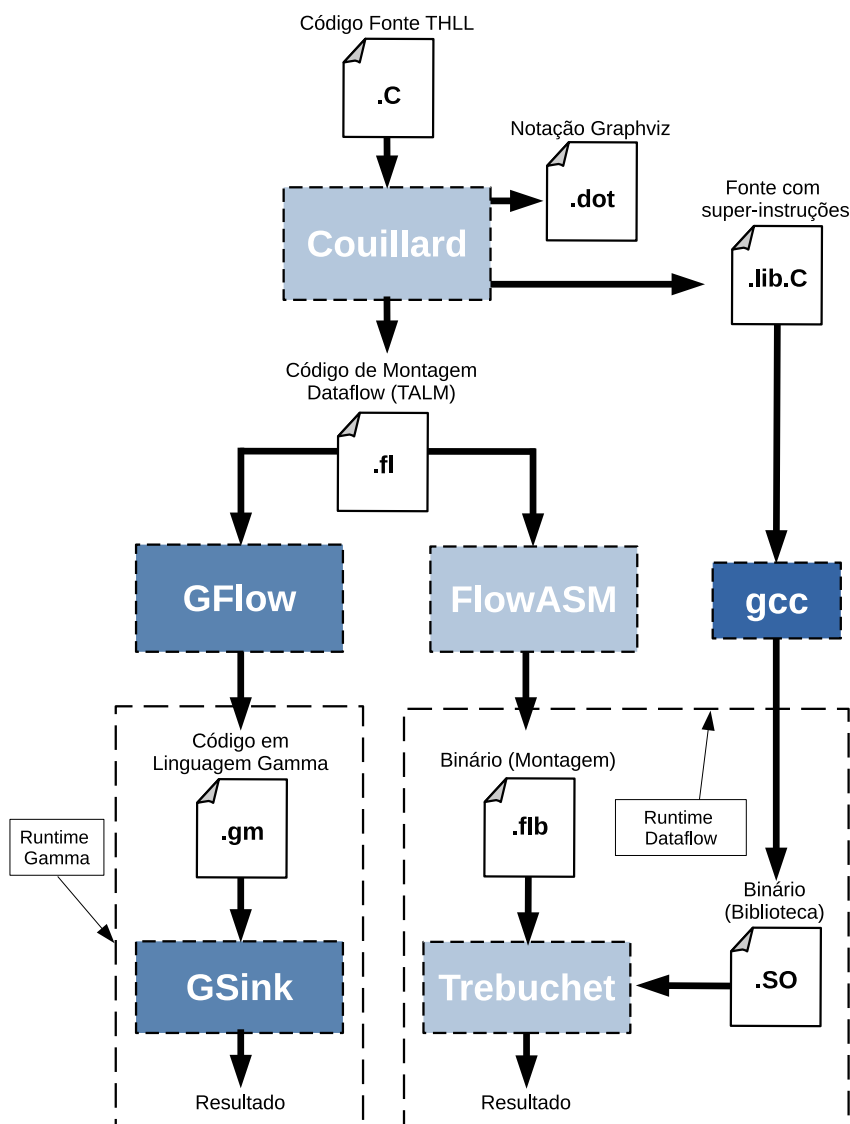 Código Fonte THLL
.C
Notação Graphviz
.dot
Fonte com
super-instruções
.lib.C
Couillard
Código de Montagem
Dataflow (TALM)
.fl
GFlow
FlowASM
gcc
Código em
Linguagem Gamma
.gm
Binário (Montagem)
.flb
Runtime
Gamma
Runtime
Dataflow
Binário
(Biblioteca)
.SO
GSink
Trebuchet
Resultado
Resultado